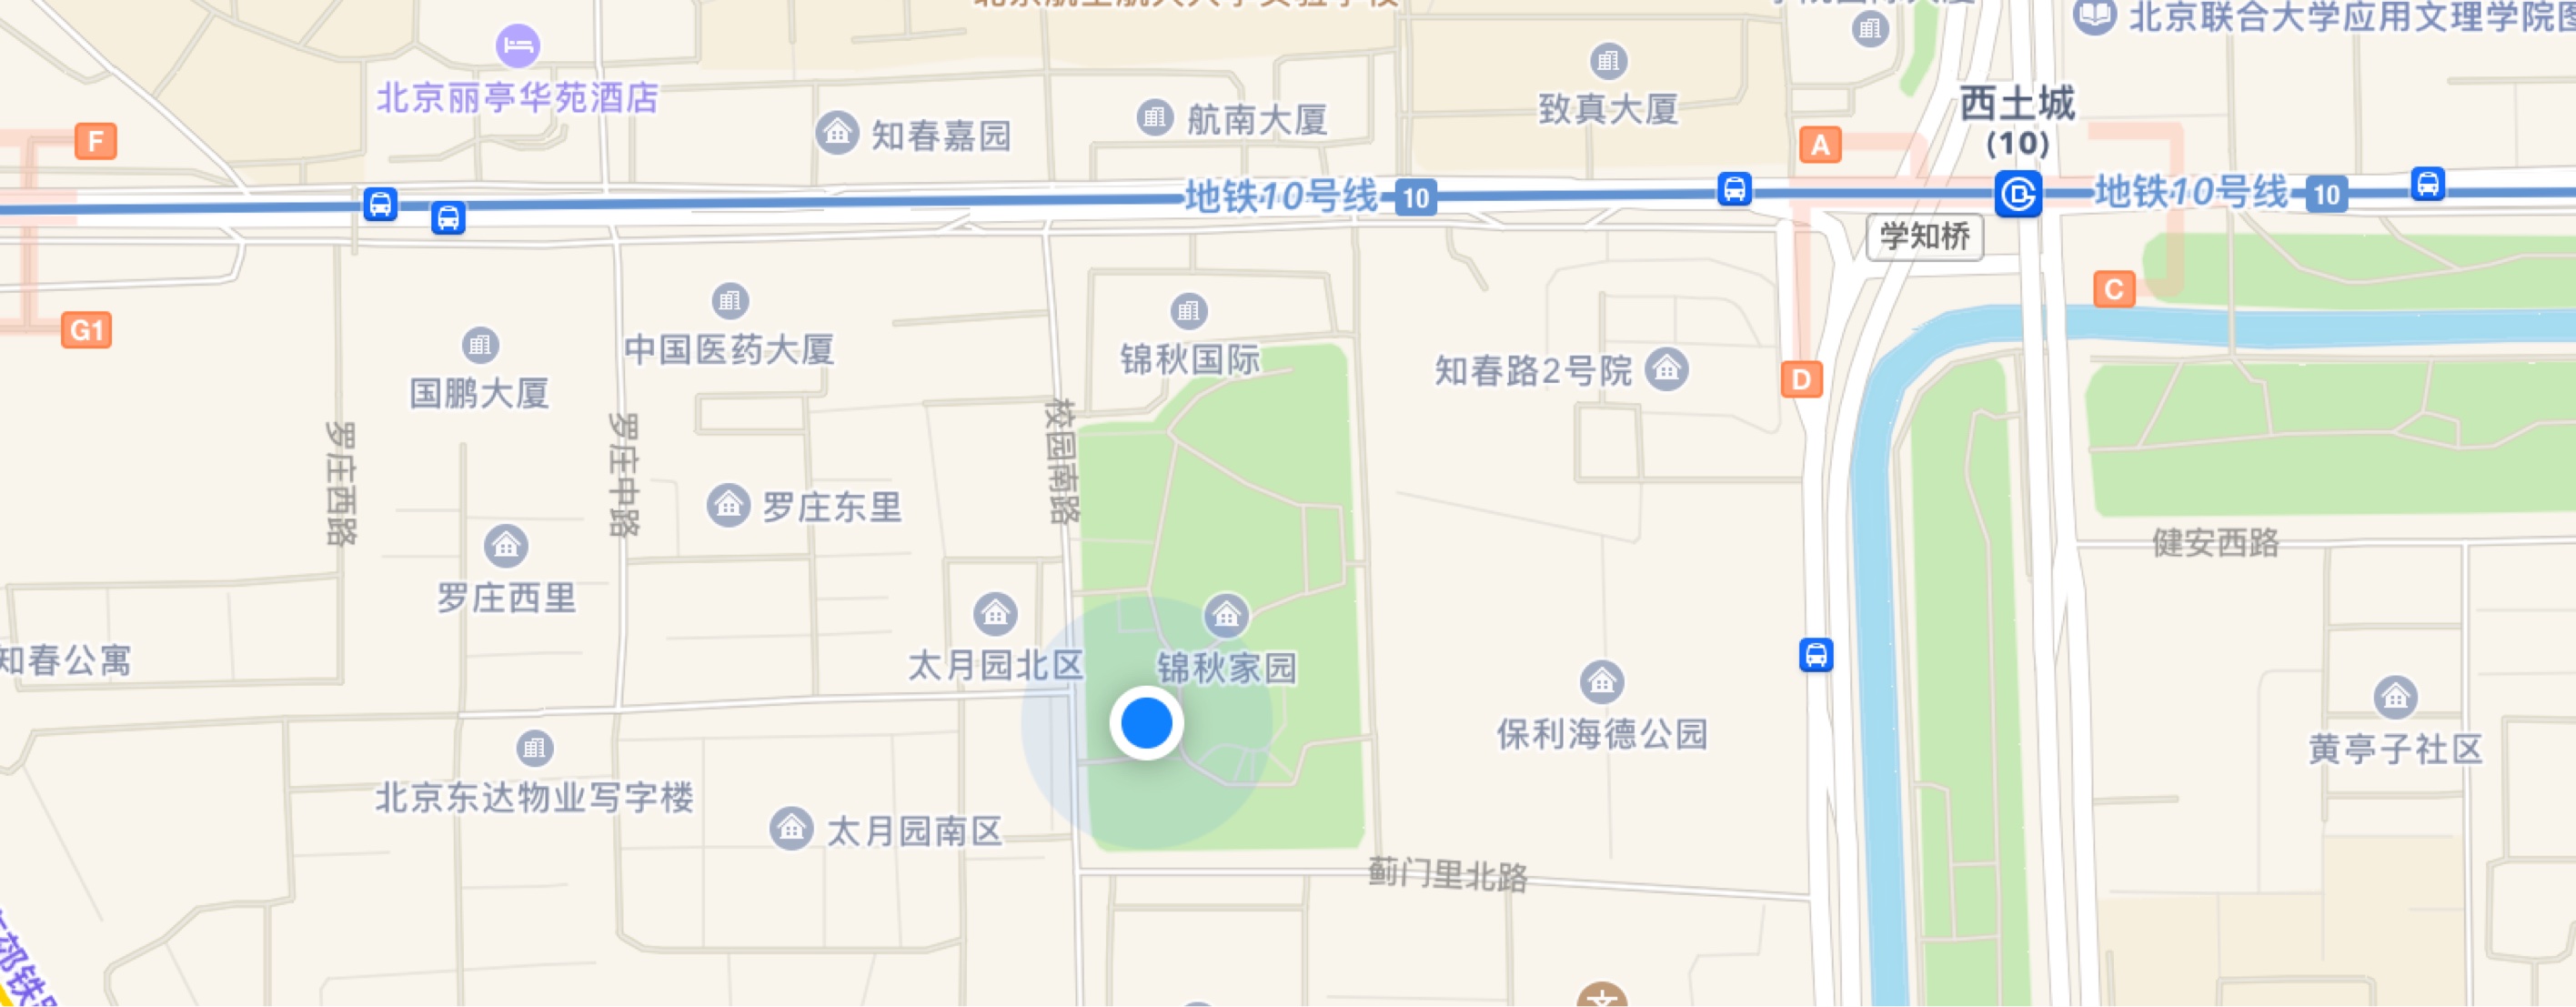 北京联合大学应用文理学院图
北京丽亭华苑酒店
知春嘉园
航南大厦
致真大厦
西土城
(10)
F
A
地铁10号线 10
地铁10号线 10
学知桥
C
G1
中国医药大厦
国鹏大厦
锦秋国际
知春路2号院
D
罗庄西路
罗庄中路
校园南路
罗庄东里
罗庄西里
健安西路
知春公寓
太月园北区
锦秋家园
保利海德公园
黄亭子社区
北京东达物业写字楼
太月园南区
蓟门里北路
文